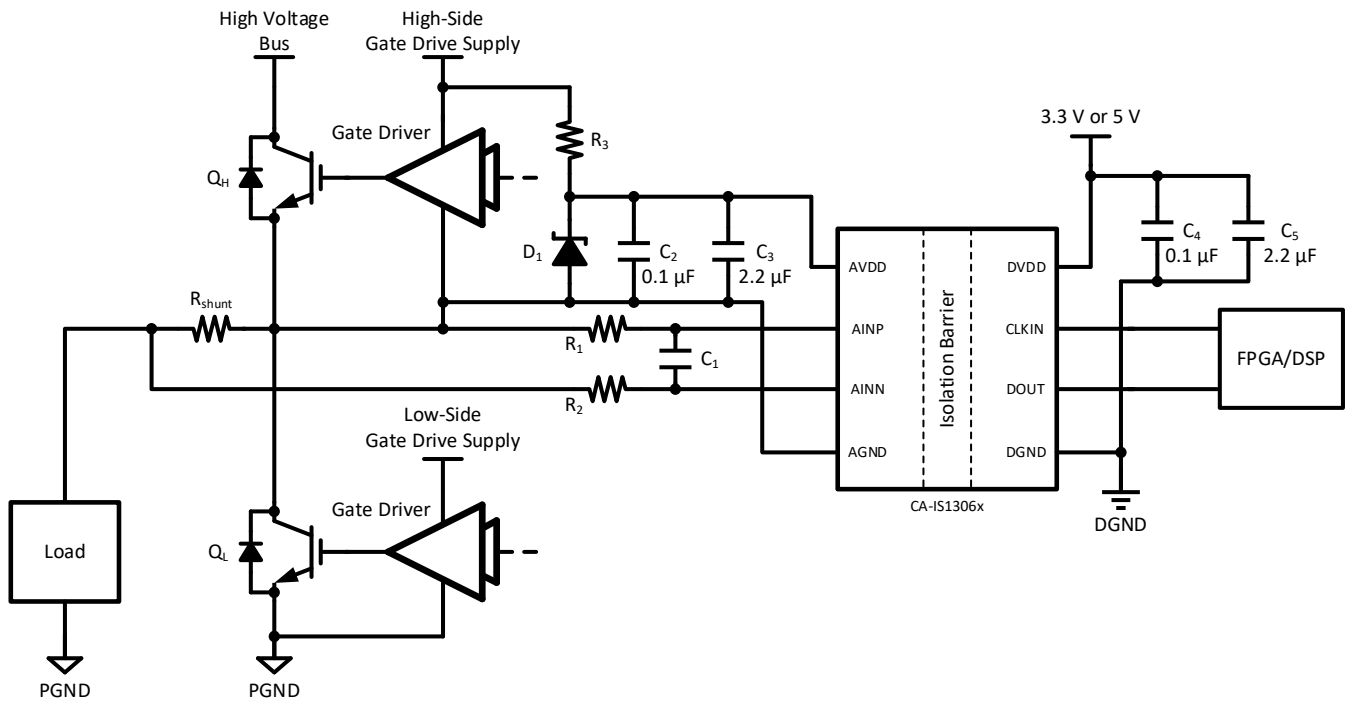 High Voltage
Bus
High-Side
Gate Drive Supply
Gate Driver
R3
3.3 V or 5 V
QH
D1
C2
0.1 µF
C3
2.2 µF
C4
0.1 µF
C5
2.2 µF
AVDD
DVDD
Rshunt
R1
C1
AINP
CLKIN
Isolation Barrier
FPGA/DSP
R2
AINN
DOUT
Low-Side
Gate Drive Supply
AGND
DGND
CA-IS1306x
DGND
Gate Driver
Load
QL
PGND
PGND